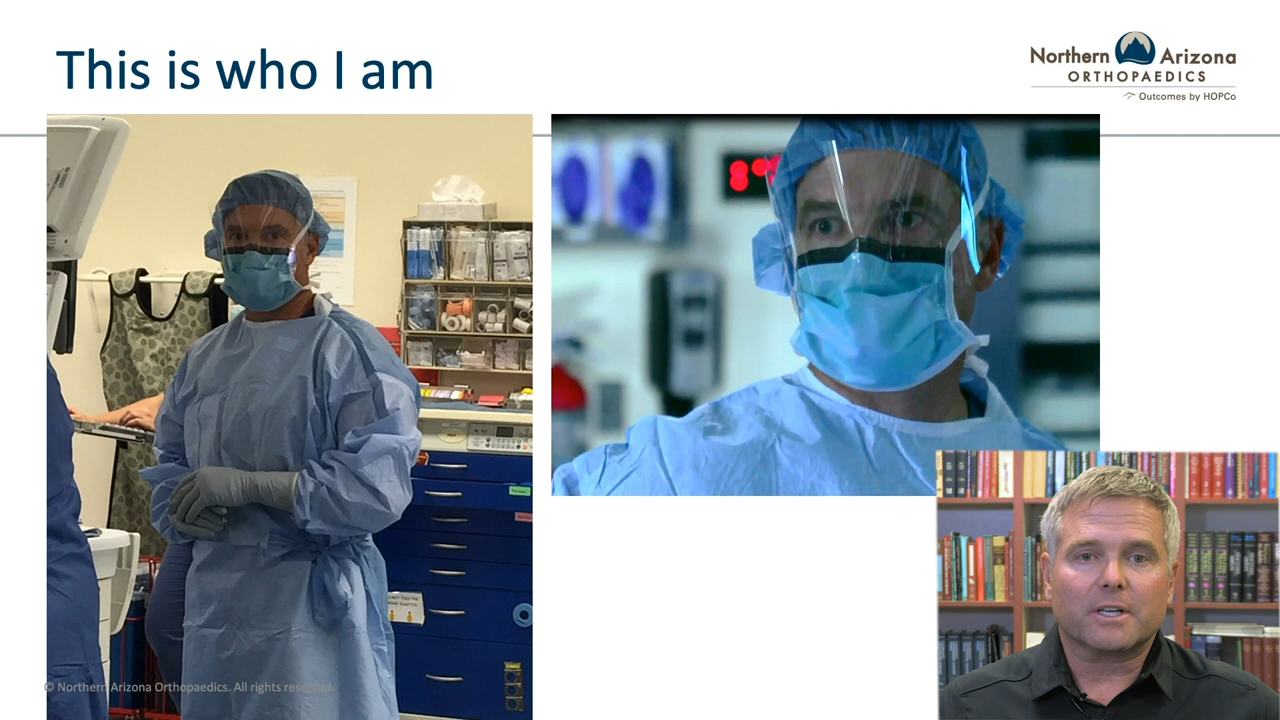 This is who I am
Northern Arizona
ORTHOPAEDICS
Outcomes by HOPCo
© Northern Arizona Orthopaedics. All rights reserved.